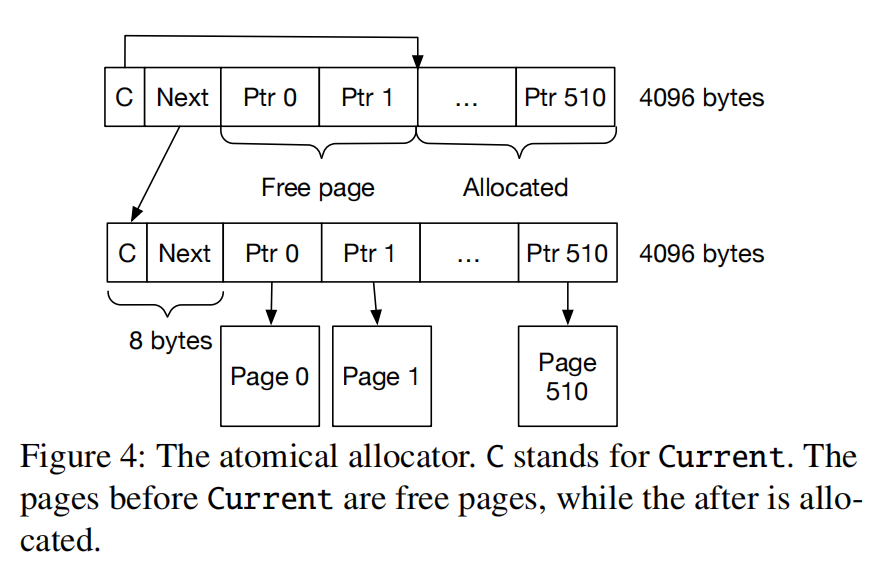 C Next Ptr 0 Ptr 1 ... Ptr 510 4096 bytes
Free page Allocated
C Next Ptr 0 Ptr 1 ... Ptr 510 4096 bytes
8 bytes
Page 0 Page 1 Page
510
Figure 4: The atomical allocator. C stands for Current. The
pages before Current are free pages, while the after is allo-
cated.